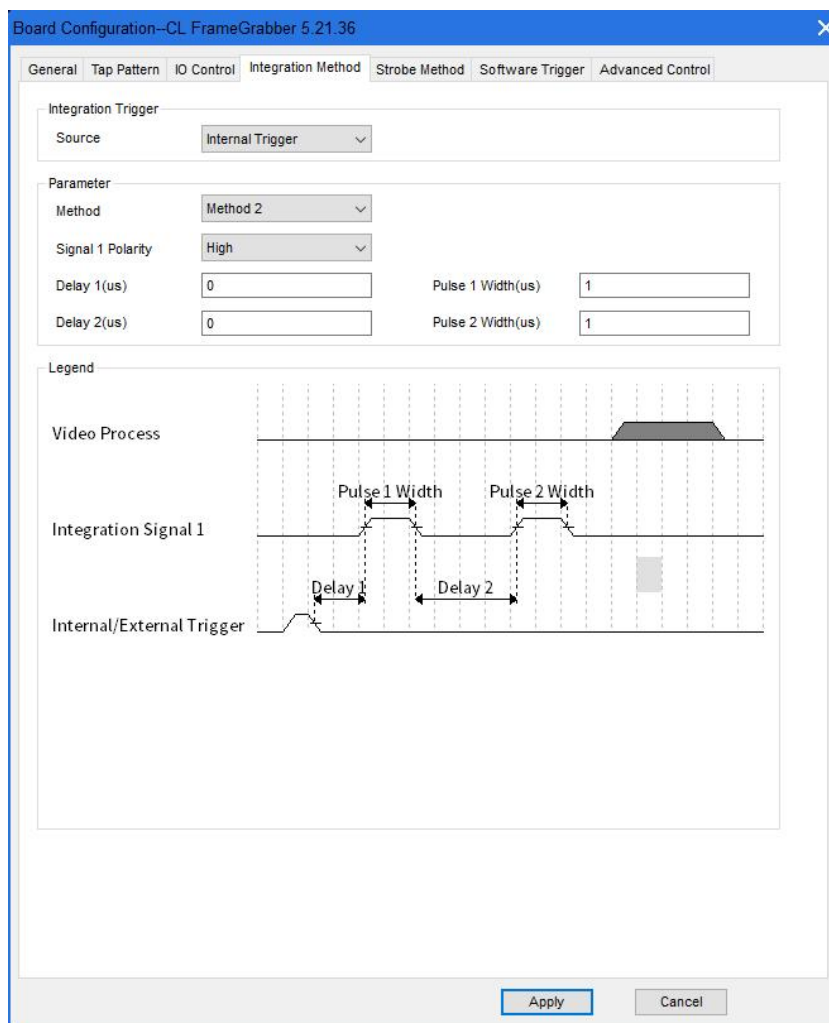 Board Configuration--CL FrameGrabber 5.21.36
General Tap Pattern IO Control Integration Method Strobe Method Software Trigger Advanced Control
Integration Trigger
Source Internal Trigger
Parameter
Method Method 2
Signal 1 Polarity High
Delay 1(us) 0 Pulse 1 Width(us) 1
Delay 2(us) 0 Pulse 2 Width(us) 1
Legend
Video Process
Pulse 1 Width Pulse 2 Width
Integration Signal 1
Delay 1 Delay 2
Internal/External Trigger
Apply Cancel